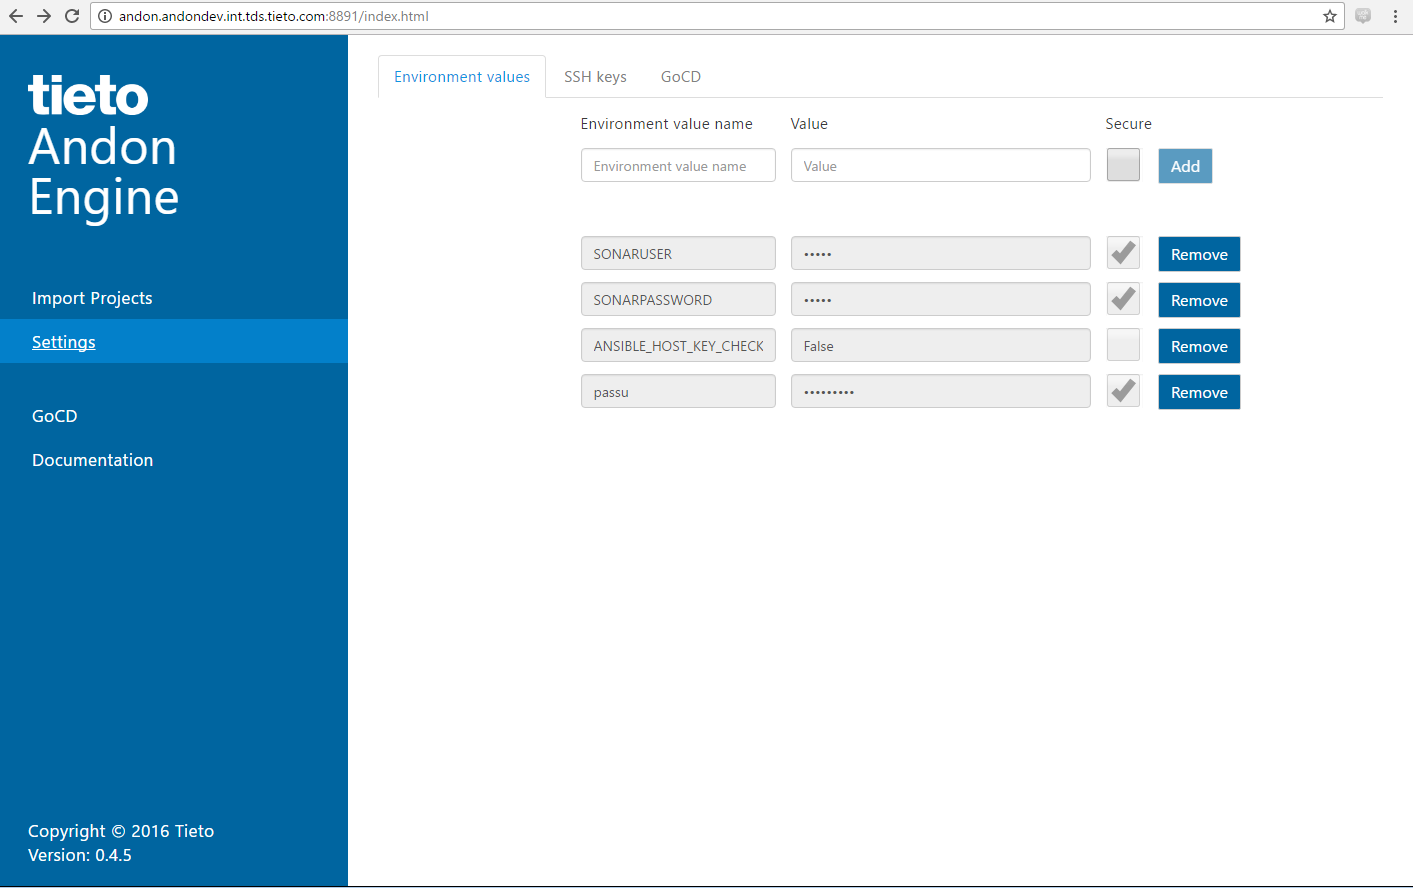 andon.andondev.int.tds.tieto.com:8891/index.html
tieto
Andon
Engine
Import Projects
Settings
GoCD
Documentation
Copyright © 2016 Tieto
Version: 0.4.5
Environment values SSH keys GoCD
Environment value name Value Secure
Environment value name Value Add
SONARUSER ••••• Remove
SONARPASSWORD ••••• Remove
ANSIBLE_HOST_KEY_CHECK False Remove
passu ••••••••• Remove